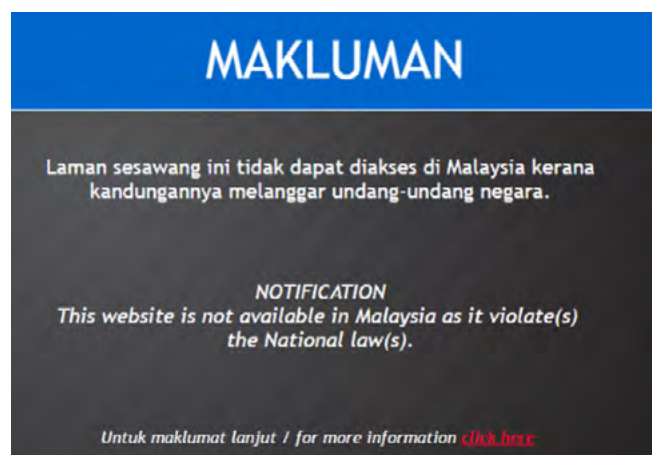 MAKLUMAN
Laman sesawang ini tidak dapat diakses di Malaysia kerana
kandungannya melanggar undang-undang negara.
NOTIFICATION
This website is not available in Malaysia as it violate(s)
the National law(s).
Untuk maklumat lanjut / for more information click here